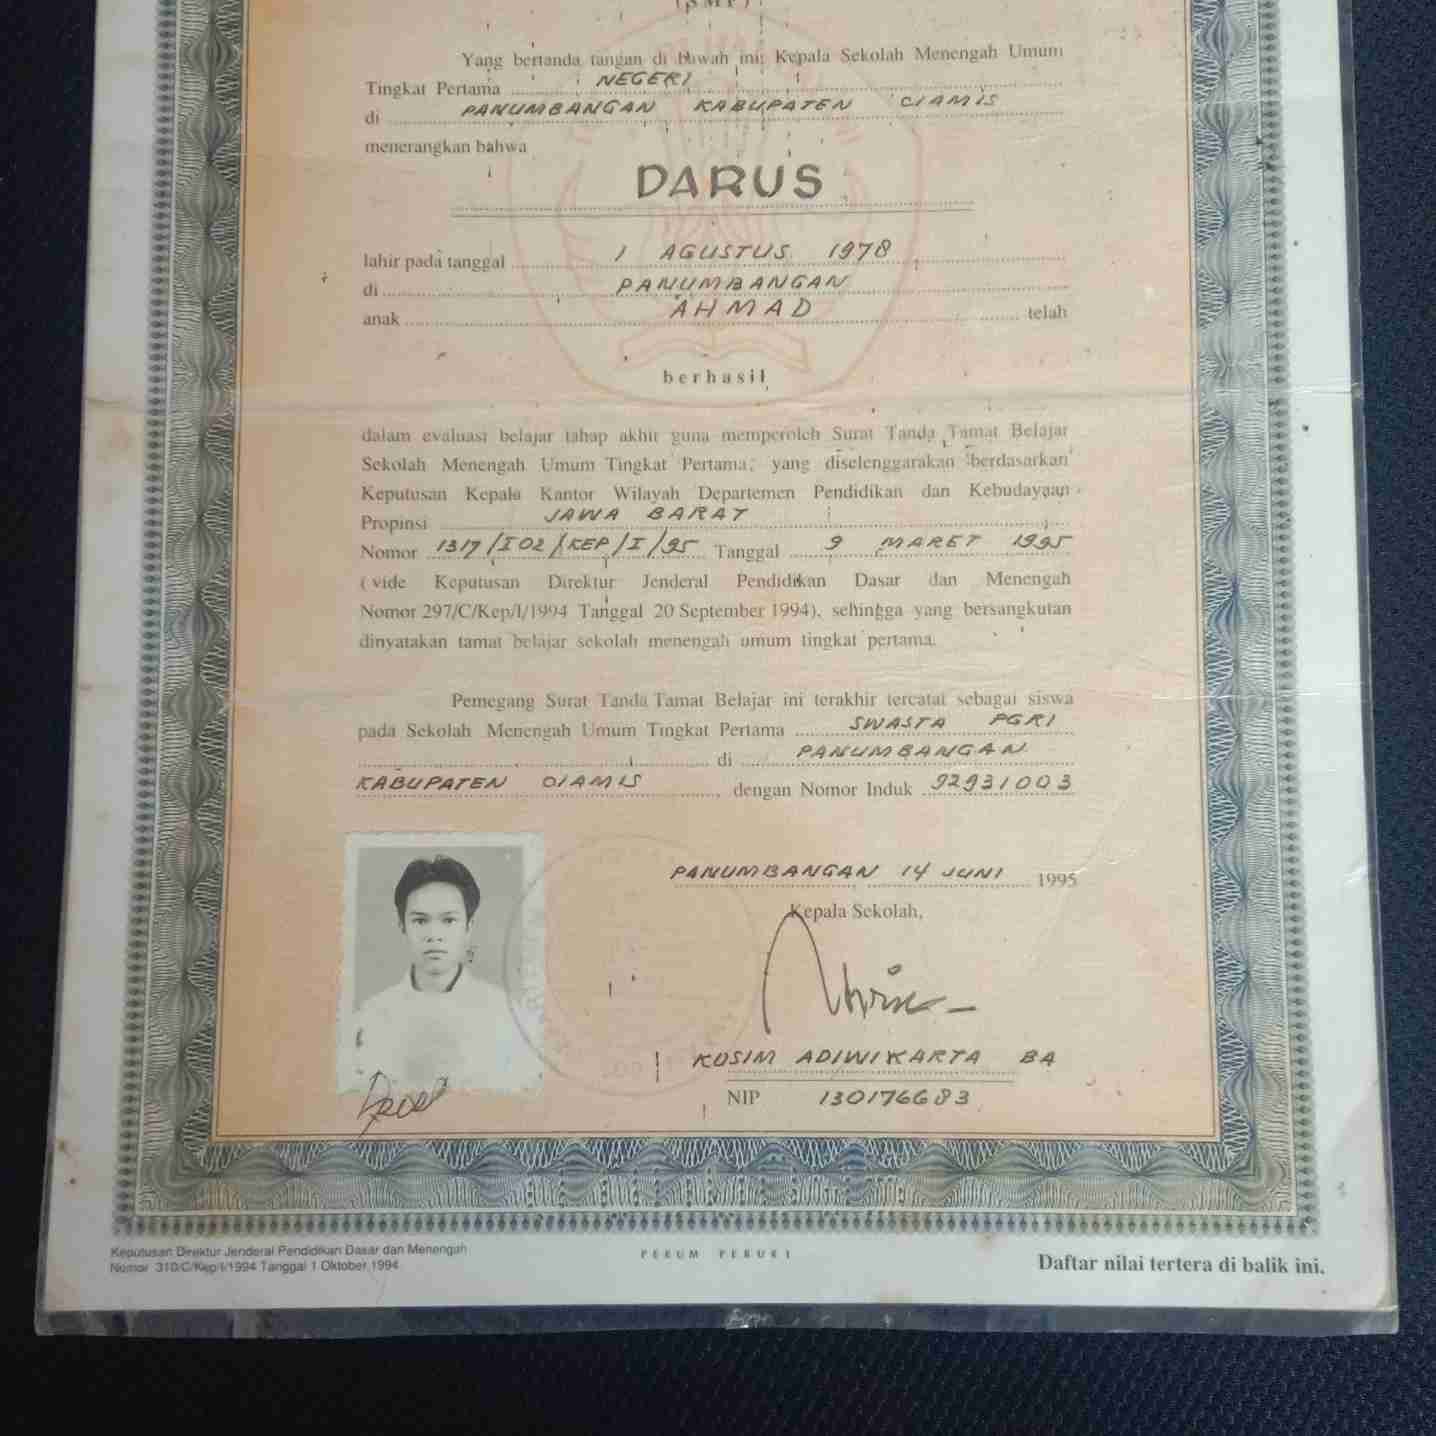 (SMP)
Yang bertanda tangan di bawah ini; Kepala Sekolah Menengah Umum
Tingkat Pertama NEGERI
di PANUMBANGAN KABUPATEN CIAMIS
menerangkan bahwa
DARUS
lahir pada tanggal 1 AGUSTUS 1978
di PANUMBANGAN
anak AHMAD telah
berhasil
dalam evaluasi belajar tahap akhir guna memperoleh Surat Tanda Tamat Belajar
Sekolah Menengah Umum Tingkat Pertama, yang diselenggarakan berdasarkan
Keputusan Kepala Kantor Wilayah Departemen Pendidikan dan Kebudayaan
Propinsi JAWA BARAT
Nomor 1317/I02/KEP/I/95 Tanggal 9 MARET 1995
(vide Keputusan Direktur Jenderal Pendidikan Dasar dan Menengah
Nomor 297/C/Kep/I/1994 Tanggal 20 September 1994), sehingga yang bersangkutan
dinyatakan tamat belajar sekolah menengah umum tingkat pertama.
Pemegang Surat Tanda Tamat Belajar ini terakhir tercatat sebagai siswa
pada Sekolah Menengah Umum Tingkat Pertama SWASTA PGRI
di PANUMBANGAN
KABUPATEN CIAMIS dengan Nomor Induk 92931003
PANUMBANGAN 14 JUNI 1995
Kepala Sekolah,
KUSIM ADIWIKARTA BA
NIP 130176683
Keputusan Direktur Jenderal Pendidikan Dasar dan Menengah
Nomor 310/C/Kep/I/1994 Tanggal 1 Oktober 1994
PERUM PERURI
Daftar nilai tertera di balik ini.